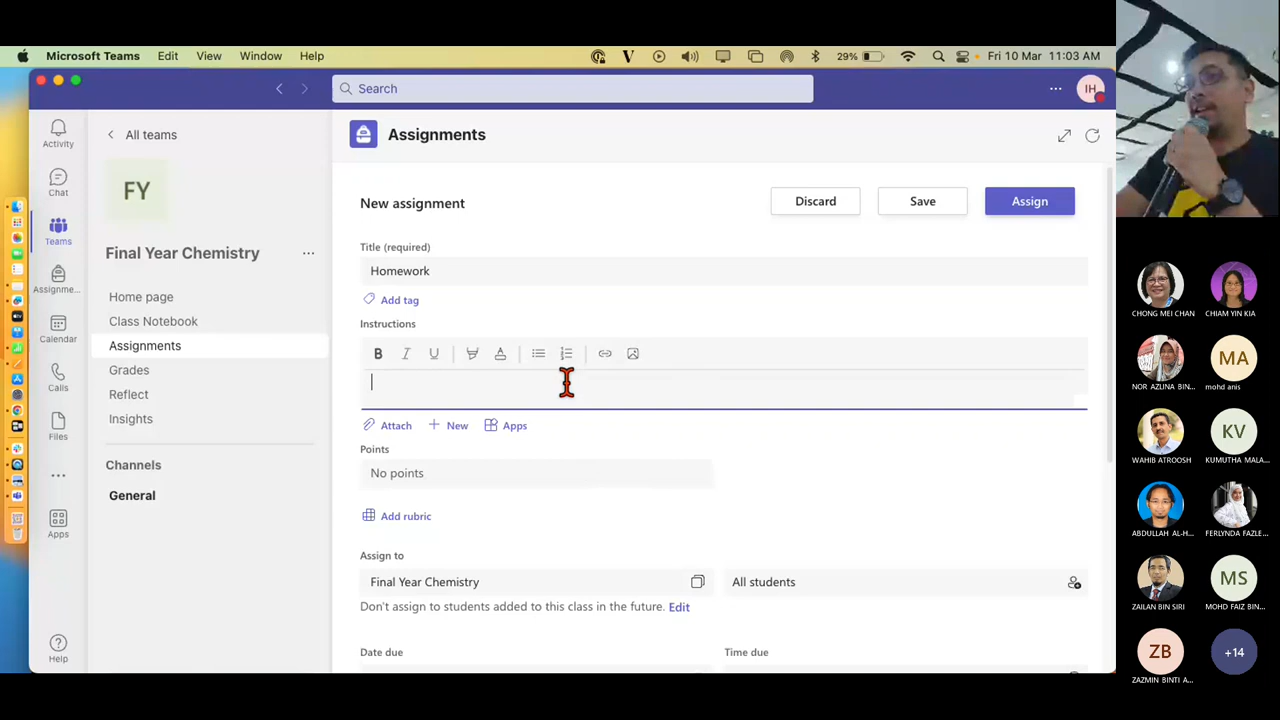 Microsoft Teams Edit View Window Help 29% Fri 10 Mar 11:03 AM
Search
IH
Activity
Chat
Teams
Assignme...
Calendar
Calls
Files
Apps
Help
All teams
FY
Final Year Chemistry
Home page
Class Notebook
Assignments
Grades
Reflect
Insights
Channels
General
Assignments
New assignment
Discard Save Assign
Title (required)
Homework
Add tag
Instructions
B I U A
Attach New Apps
Points
No points
Add rubric
Assign to
Final Year Chemistry All students
Don't assign to students added to this class in the future. Edit
Date due Time due
CHONG MEI CHAN CHIAM YIN KIA
MA
NOR AZLINA BIN... mohd anis
KV
WAHIB ATROOSH KUMUTHA MALA...
ABDULLAH AL-H... FERLYNDA FAZLE...
MS
ZAILAN BIN SIRI MOHD FAIZ BIN...
ZB +14
ZAZMIN BINTI A...